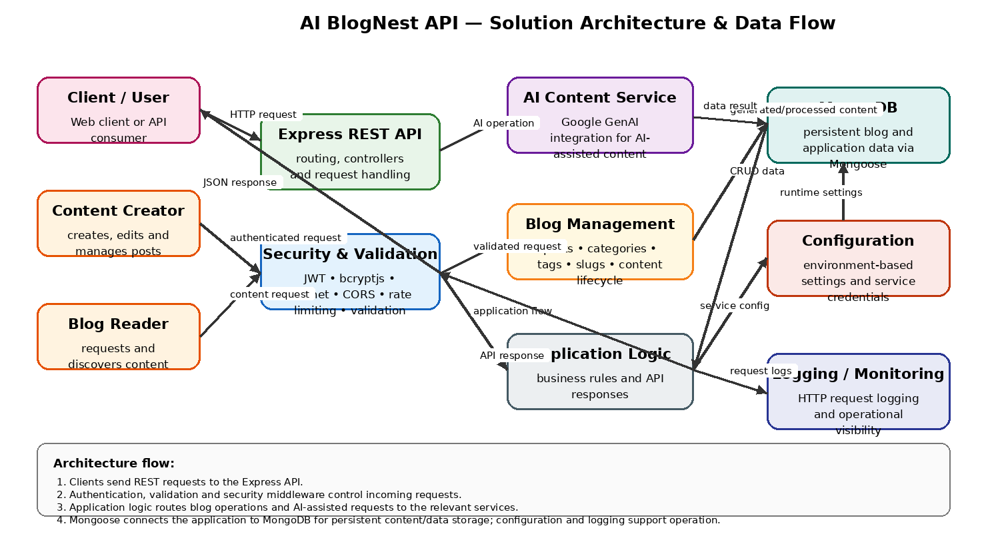 AI BlogNest API — Solution Architecture & Data Flow
Client / User
Web client or API
consumer
HTTP request
Express REST API
routing, controllers
and request handling
JSON response
AI operation
AI Content Service
Google GenAI
integration for AI-
assisted content
data result
generated/processed content
DB
persistent blog and
application data via
Mongoose
CRUD data
runtime settings
Content Creator
creates, edits and
manages posts
authenticated request
Security & Validation
JWT • bcryptjs •
• CORS • rate
limiting • validation
content request
validated request
Blog Management
• categories •
tags • slugs • content
lifecycle
Configuration
environment-based
settings and service
credentials
service config
Blog Reader
requests and
discovers content
application flow
API response
Logic
business rules and API
responses
request logs
/ Monitoring
HTTP request logging
and operational
visibility
Architecture flow:
1. Clients send REST requests to the Express API.
2. Authentication, validation and security middleware control incoming requests.
3. Application logic routes blog operations and AI-assisted requests to the relevant services.
4. Mongoose connects the application to MongoDB for persistent content/data storage; configuration and logging support operation.